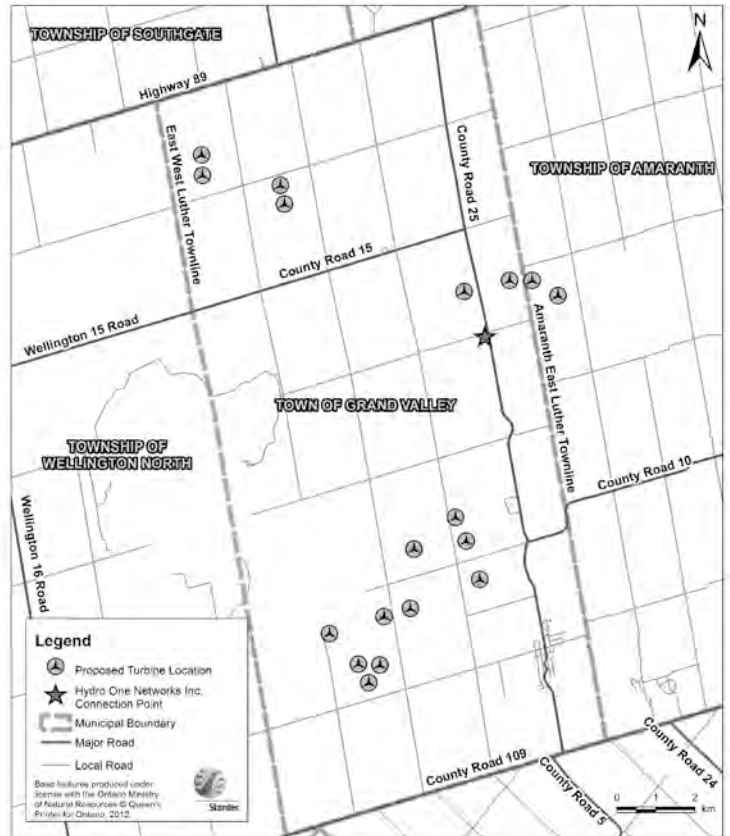 TOWNSHIP OF SOUTHGATE
N
Highway 89
East West Luther Townline
County Road 25
TOWNSHIP OF AMARANTH
County Road 15
Wellington 15 Road
Amaranth East Luther Townline
TOWN OF GRAND VALLEY
TOWNSHIP OF
WELLINGTON NORTH
County Road 10
Wellington 16 Road
Legend
Proposed Turbine Location
Hydro One Networks Inc.
Connection Point
Municipal Boundary
Major Road
Local Road
Base features produced under
license with the Ontario Ministry
of Natural Resources © Queen's
Printer for Ontario, 2012.
Stantec
County Road 109
County Road 5
County Road 24
0 1 2
km